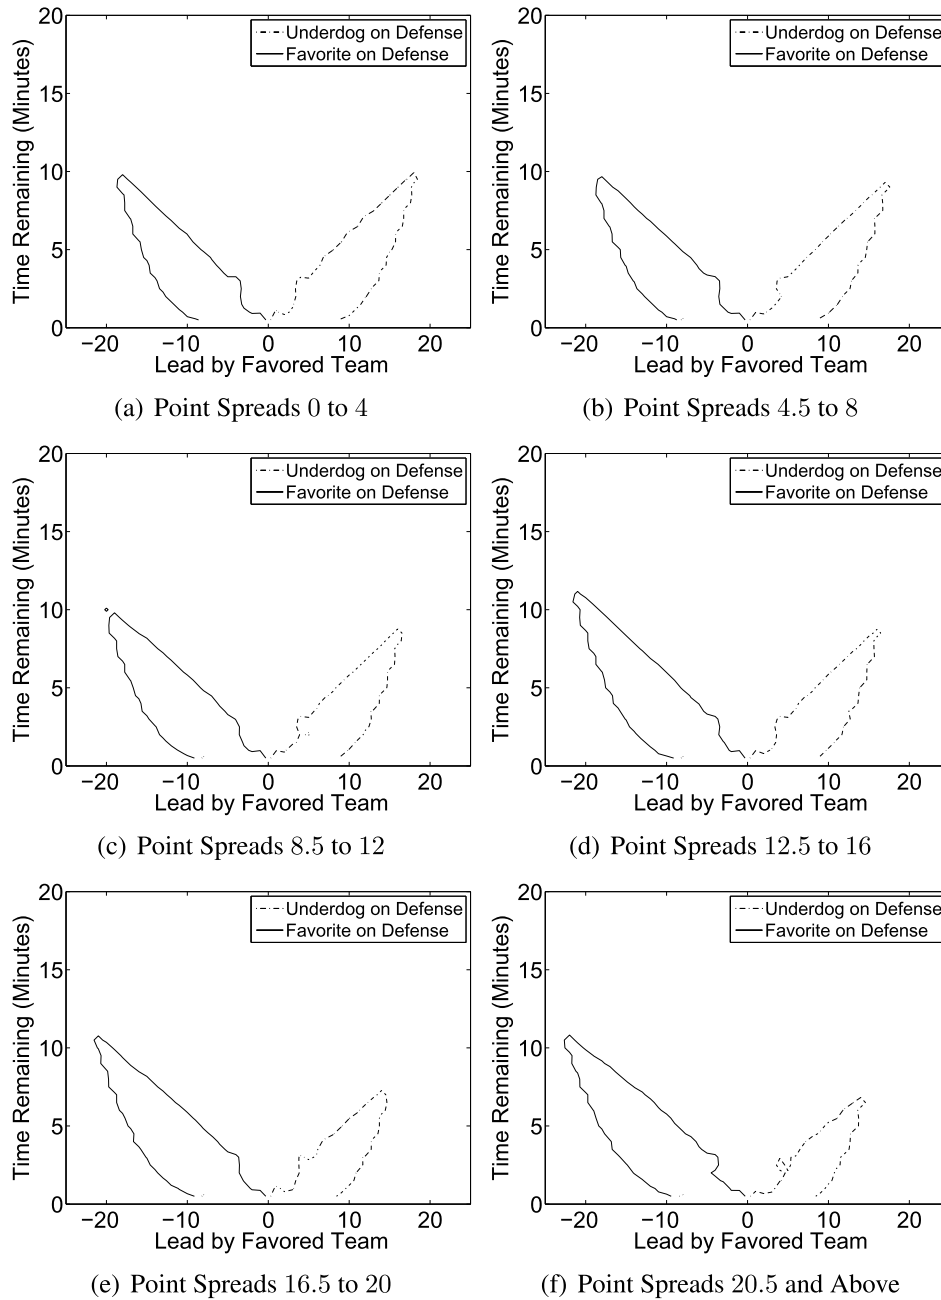 20
15
10
5
0
Time Remaining (Minutes)
Underdog on Defense
Favorite on Defense
−20 −10 0 10 20
Lead by Favored Team
(a) Point Spreads 0 to 4
20
15
10
5
0
Time Remaining (Minutes)
Underdog on Defense
Favorite on Defense
−20 −10 0 10 20
Lead by Favored Team
(b) Point Spreads 4.5 to 8
20
15
10
5
0
Time Remaining (Minutes)
Underdog on Defense
Favorite on Defense
−20 −10 0 10 20
Lead by Favored Team
(c) Point Spreads 8.5 to 12
20
15
10
5
0
Time Remaining (Minutes)
Underdog on Defense
Favorite on Defense
−20 −10 0 10 20
Lead by Favored Team
(d) Point Spreads 12.5 to 16
20
15
10
5
0
Time Remaining (Minutes)
Underdog on Defense
Favorite on Defense
−20 −10 0 10 20
Lead by Favored Team
(e) Point Spreads 16.5 to 20
20
15
10
5
0
Time Remaining (Minutes)
Underdog on Defense
Favorite on Defense
−20 −10 0 10 20
Lead by Favored Team
(f) Point Spreads 20.5 and Above